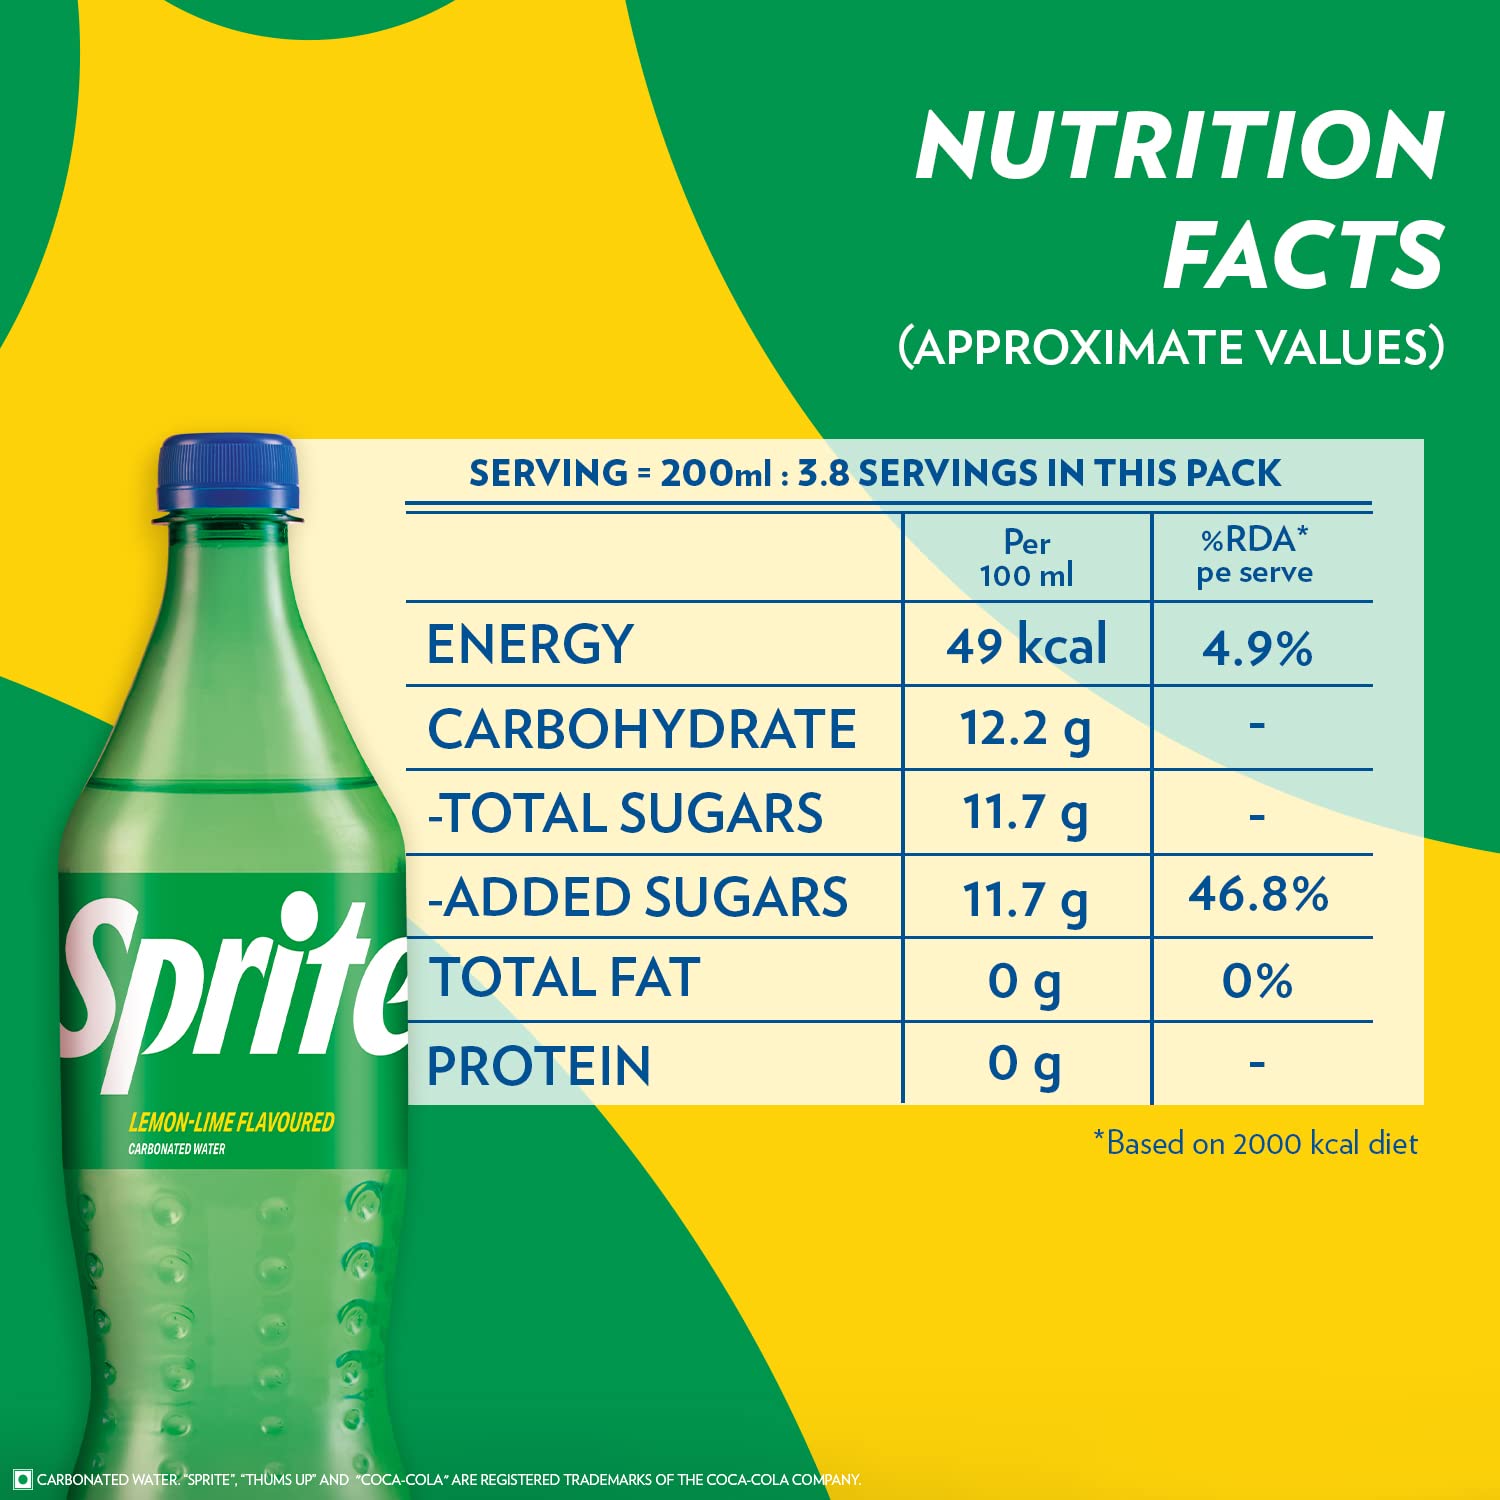 NUTRITION
FACTS
(APPROXIMATE VALUES)
SERVING = 200ml : 3.8 SERVINGS IN THIS PACK
Per
100 ml
%RDA*
pe serve
ENERGY 49 kcal 4.9%
CARBOHYDRATE 12.2 g -
-TOTAL SUGARS 11.7 g -
-ADDED SUGARS 11.7 g 46.8%
TOTAL FAT 0 g 0%
PROTEIN 0 g -
*Based on 2000 kcal diet
Sprite
LEMON-LIME FLAVOURED
CARBONATED WATER
CARBONATED WATER. "SPRITE", "THUMS UP" AND "COCA-COLA" ARE REGISTERED TRADEMARKS OF THE COCA-COLA COMPANY.